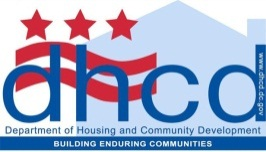 dhcd
www.dhcd.dc.gov
Department of Housing and Community Development
BUILDING ENDURING COMMUNITIES